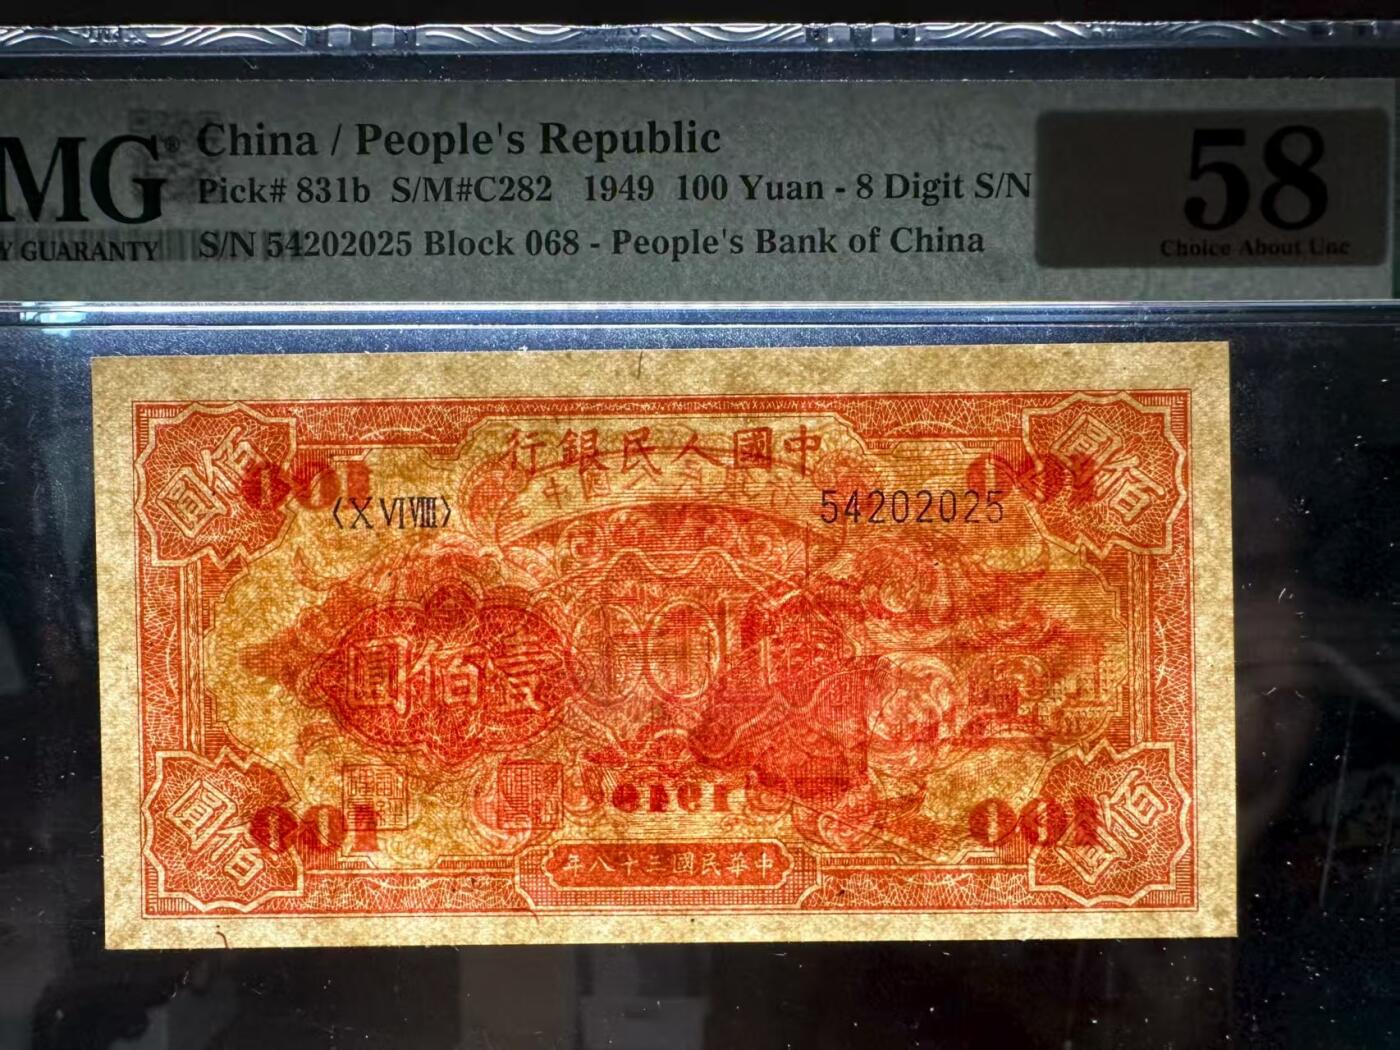 MG®
Y GUARANTY
China / People's Republic
Pick# 831b S/M#C282 1949 100 Yuan - 8 Digit S/N
S/N 54202025 Block 068 - People's Bank of China
58
Choice About Unc
行銀民人國中
圓佰
圓佰
〈X VI VIII〉
54202025
圓佰壹
圓佰
圓佰
年八十三國民華中